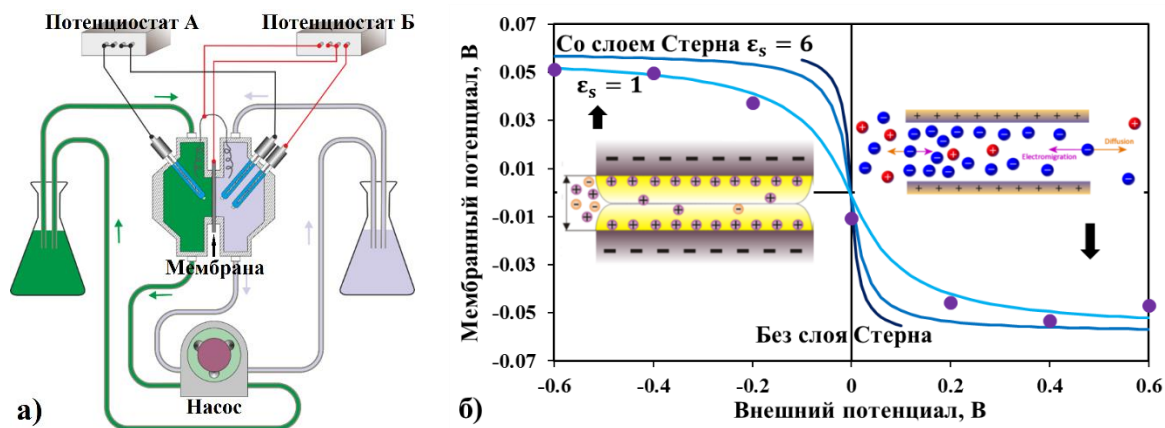 Потенциостат А
Потенциостат Б
Мембрана
Насос
а)
Мембранный потенциал, В
0.07
0.05
0.03
0.01
-0.01
-0.03
-0.05
-0.07
Со слоем Стерна εₛ = 6
εₛ = 1
Diffusion
Electromigration
Без слоя Стерна
-0.6
-0.4
-0.2
0
0.2
0.4
0.6
б)
Внешний потенциал, В